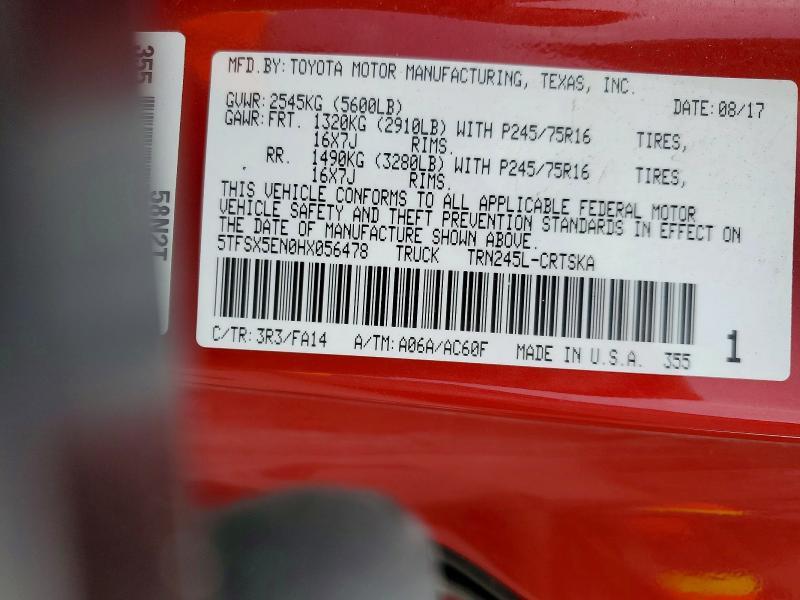 MFD.BY: TOYOTA MOTOR MANUFACTURING, TEXAS, INC.
GVWR: 2545KG (5600LB) DATE: 08/17
GAWR: FRT. 1320KG (2910LB) WITH P245/75R16 TIRES,
16X7J RIMS.
RR. 1490KG (3280LB) WITH P245/75R16 TIRES,
16X7J RIMS.
THIS VEHICLE CONFORMS TO ALL APPLICABLE FEDERAL MOTOR
VEHICLE SAFETY AND THEFT PREVENTION STANDARDS IN EFFECT ON
THE DATE OF MANUFACTURE SHOWN ABOVE.
5TFSX5EN0HX056478 TRUCK TRN245L-CRTSKA
C/TR: 3R3/FA14 A/TM: A06A/AC60F MADE IN U.S.A. 355 1
355
58N2T